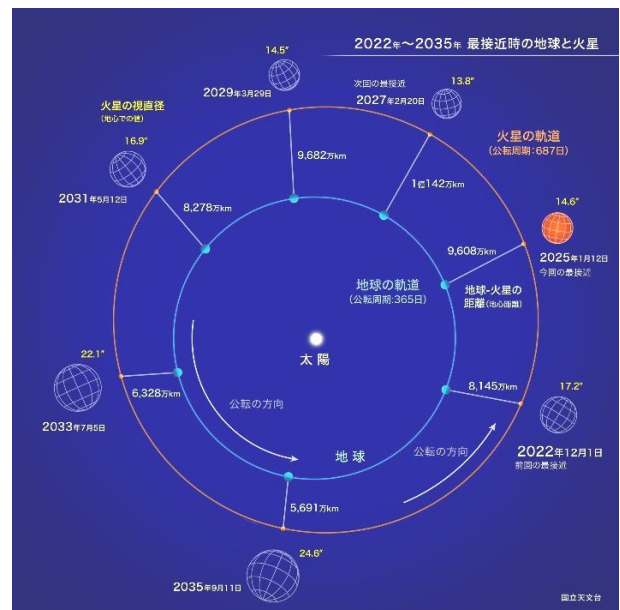 2022年～2035年 最接近時の地球と火星
14.5″
2029年3月29日
次回の最接近
2027年2月20日
13.8″
火星の視直径
(地心での値)
16.9″
2031年5月12日
火星の軌道
(公転周期:687日)
9,682万km
1億142万km
8,278万km
14.6″
9,608万km
2025年1月12日
今回の最接近
地球の軌道
(公転周期:365日)
地球-火星の
距離(地心距離)
太陽
22.1″
6,328万km
2033年7月5日
8,145万km
17.2″
2022年12月1日
前回の最接近
公転の方向
地球
公転の方向
5,691万km
24.6″
2035年9月11日
国立天文台